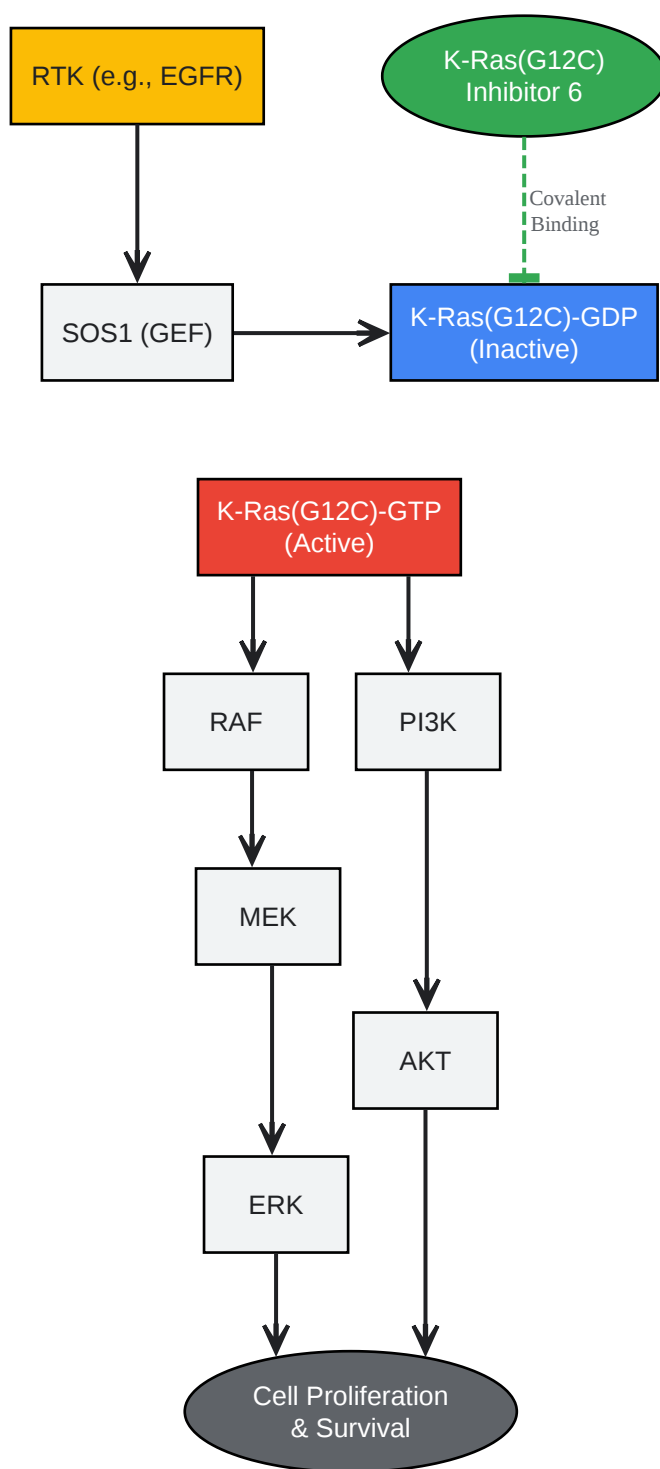 RTK (e.g., EGFR)
K-Ras(G12C)
Inhibitor 6
Covalent
Binding
SOS1 (GEF)
K-Ras(G12C)-GDP
(Inactive)
K-Ras(G12C)-GTP
(Active)
RAF
PI3K
MEK
AKT
ERK
Cell Proliferation
& Survival